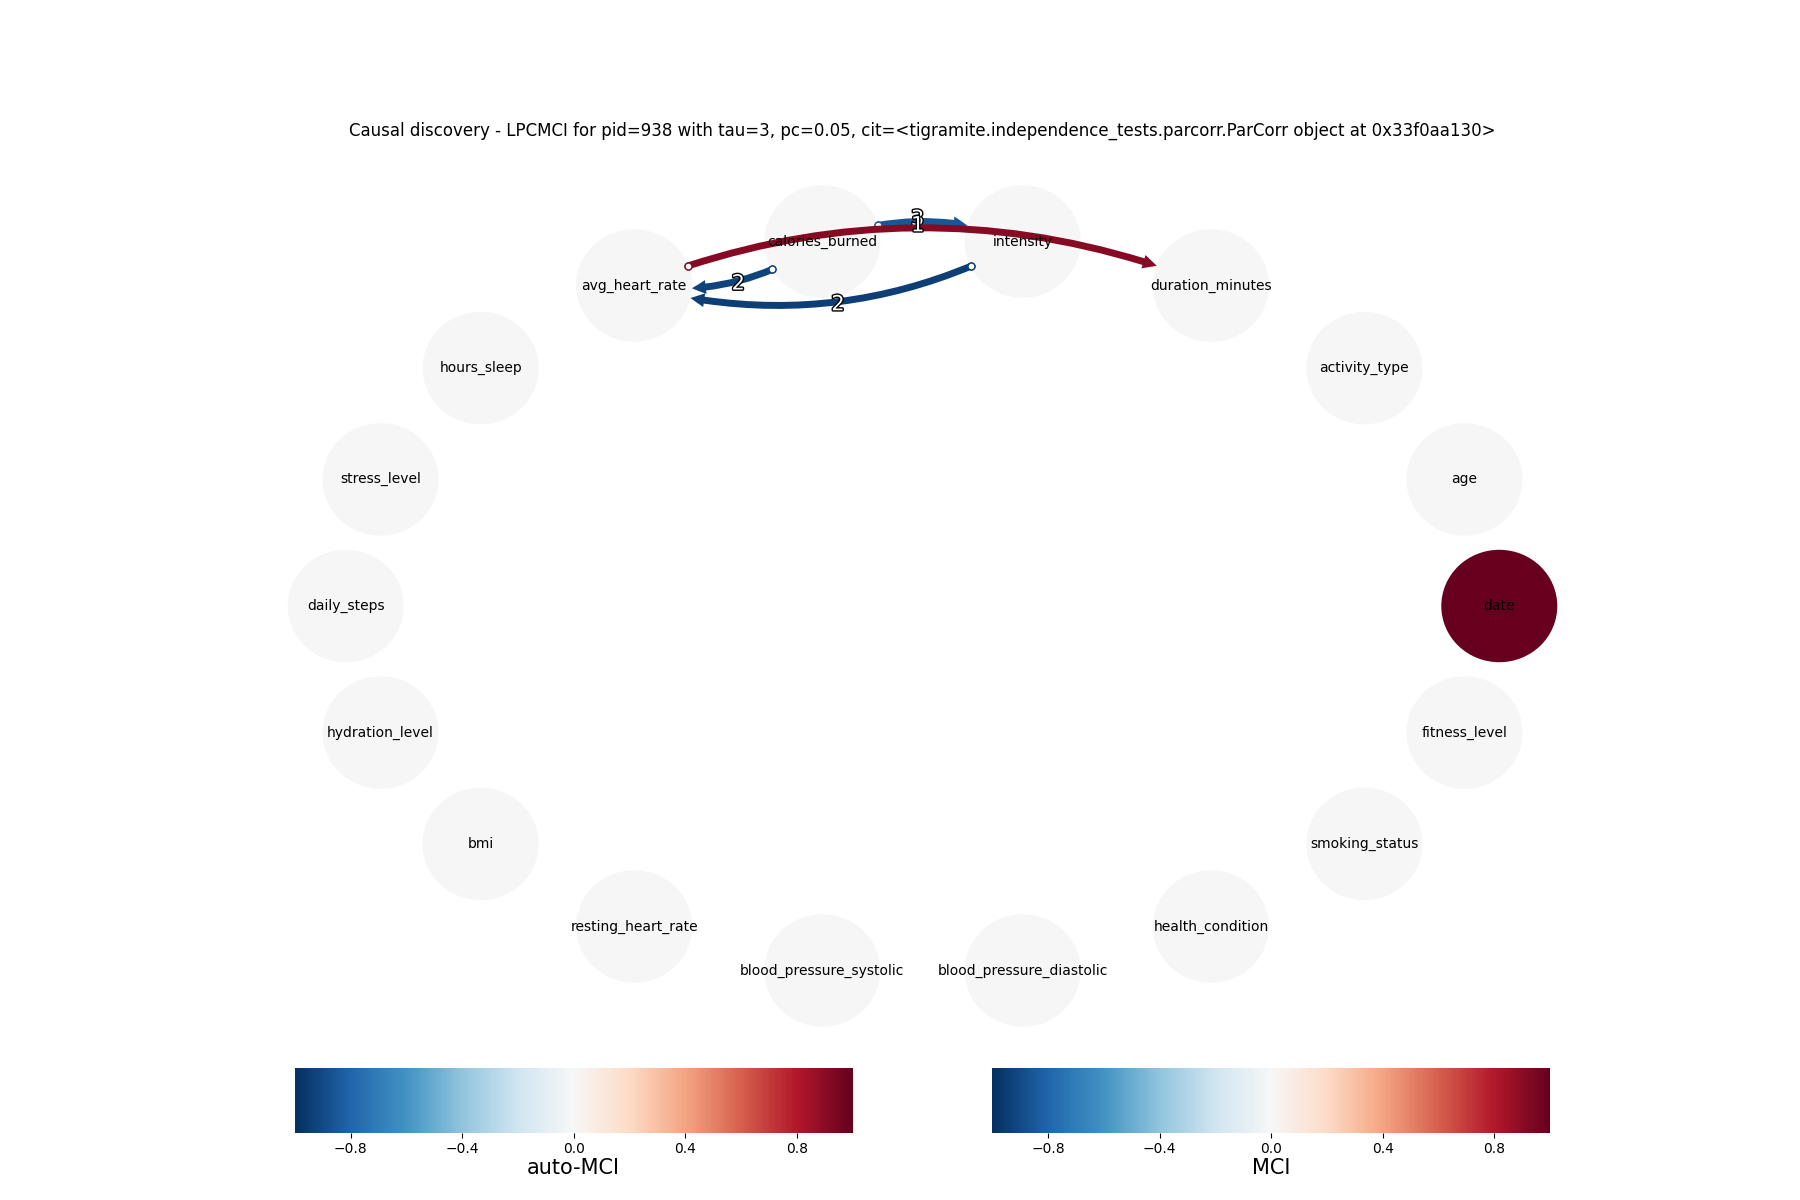 Causal discovery - LPCMCI for pid=938 with tau=3, pc=0.05, cit=<tigramite.independence_tests.parcorr.ParCorr object at 0x33f0aa130>
calories_burned
intensity
1
avg_heart_rate
2
duration_minutes
2
hours_sleep
activity_type
stress_level
age
daily_steps
date
hydration_level
fitness_level
bmi
smoking_status
resting_heart_rate
health_condition
blood_pressure_systolic
blood_pressure_diastolic
−0.8 −0.4 0.0 0.4 0.8
−0.8 −0.4 0.0 0.4 0.8
auto-MCI
MCI